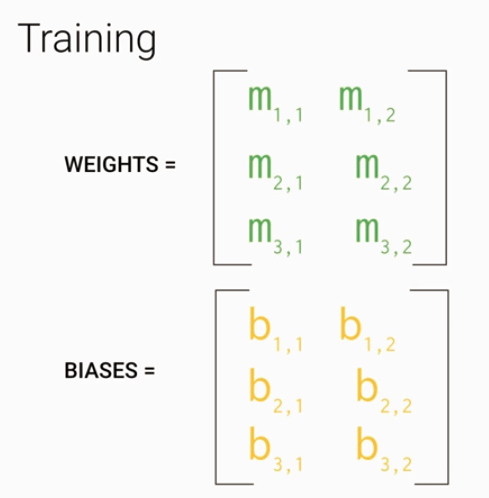 Training
m1,1 m1,2
WEIGHTS = m2,1 m2,2
m3,1 m3,2
b1,1 b1,2
BIASES = b2,1 b2,2
b3,1 b3,2